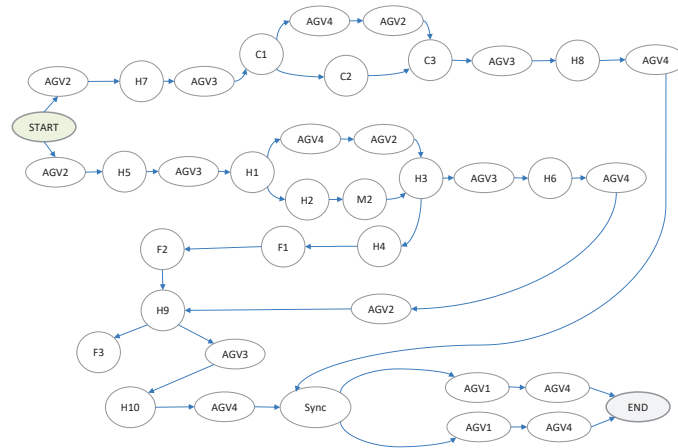 AGV4
AGV2
C1
C3
AGV3
H8
AGV4
AGV2
H7
AGV3
C2
START
AGV4
AGV2
AGV2
H5
AGV3
H1
H3
AGV3
H6
AGV4
H2
M2
F2
F1
H4
H9
AGV2
F3
AGV3
H10
AGV4
Sync
AGV1
AGV4
END
AGV1
AGV4